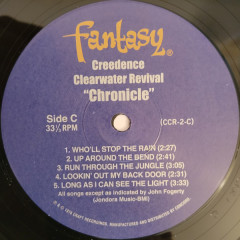 Fantasy®
Creedence
Clearwater Revival
"Chronicle"
Side C
33⅓ RPM
(CCR-2-C)
1. WHO'LL STOP THE RAIN (2:27)
2. UP AROUND THE BEND (2:41)
3. RUN THROUGH THE JUNGLE (3:05)
4. LOOKIN' OUT MY BACK DOOR (2:31)
5. LONG AS I CAN SEE THE LIGHT (3:33)
All songs except as indicated by John Fogerty
(Jondora Music-BMI)